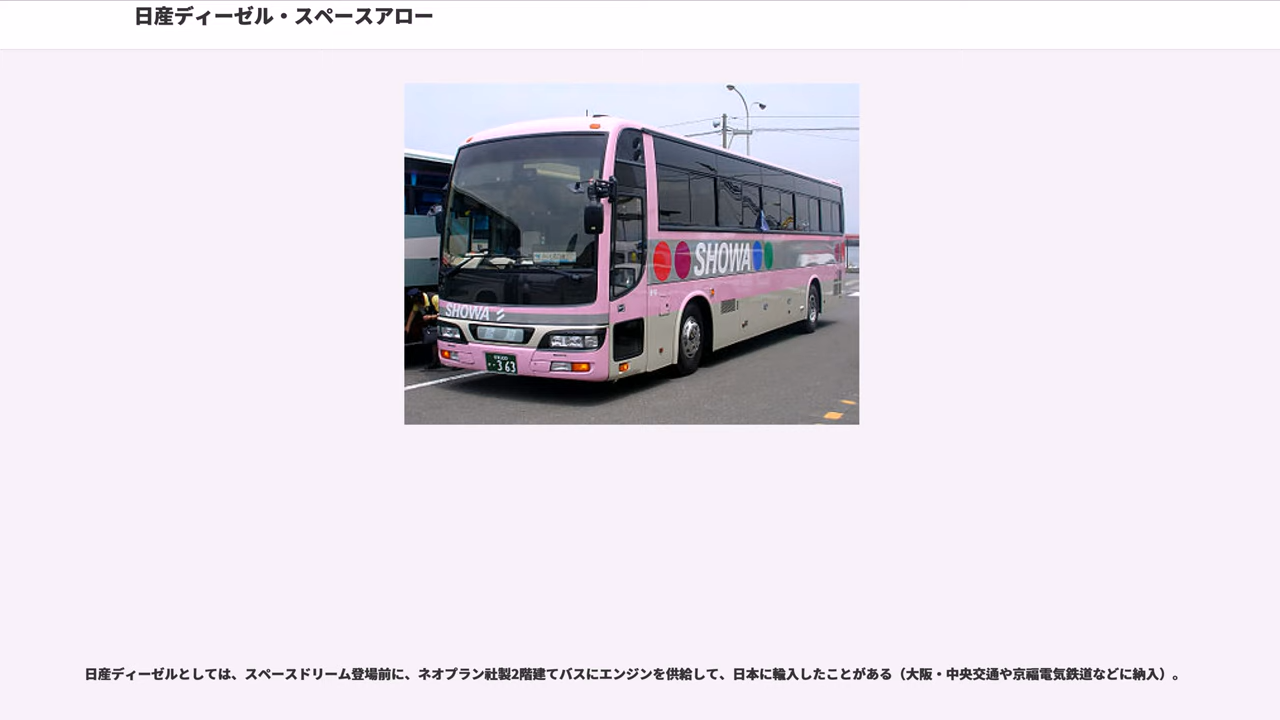 日産ディーゼル・スペースアロー
SHOWA
SHOWA
363
日産ディーゼルとしては、スペースドリーム登場前に、ネオプラン社製2階建てバスにエンジンを供給して、日本に輸入したことがある（大阪・中央交通や京福電気鉄道などに納入）。